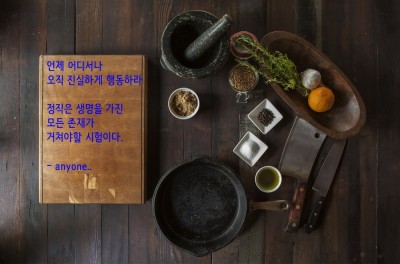 언제 어디서나
오직 진실하게 행동하라
정직은 생명을 가진
모든 존재가
거쳐야할 시험이다.
- anyone..